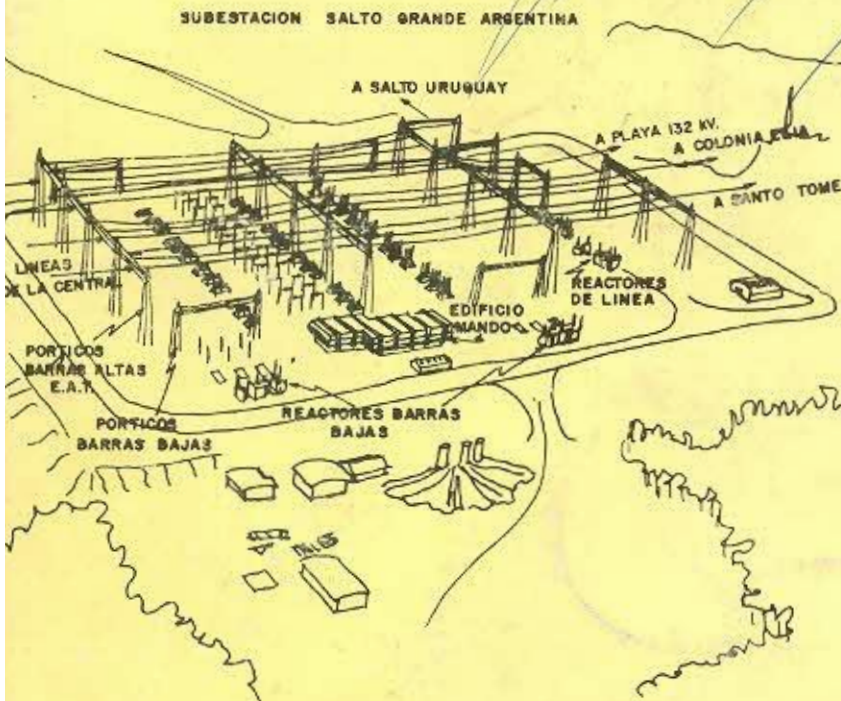 SUBESTACION SALTO GRANDE ARGENTINA
A SALTO URUGUAY
A PLAYA 132 KV.
A COLONIA ELIA
A SANTO TOME
LINEAS
DE LA CENTRAL
REACTORES
DE LINEA
EDIFICIO
MANDO
PORTICOS
BARRAS ALTAS
E.A.T.
PORTICOS
BARRAS BAJAS
REACTORES BARRAS
BAJAS